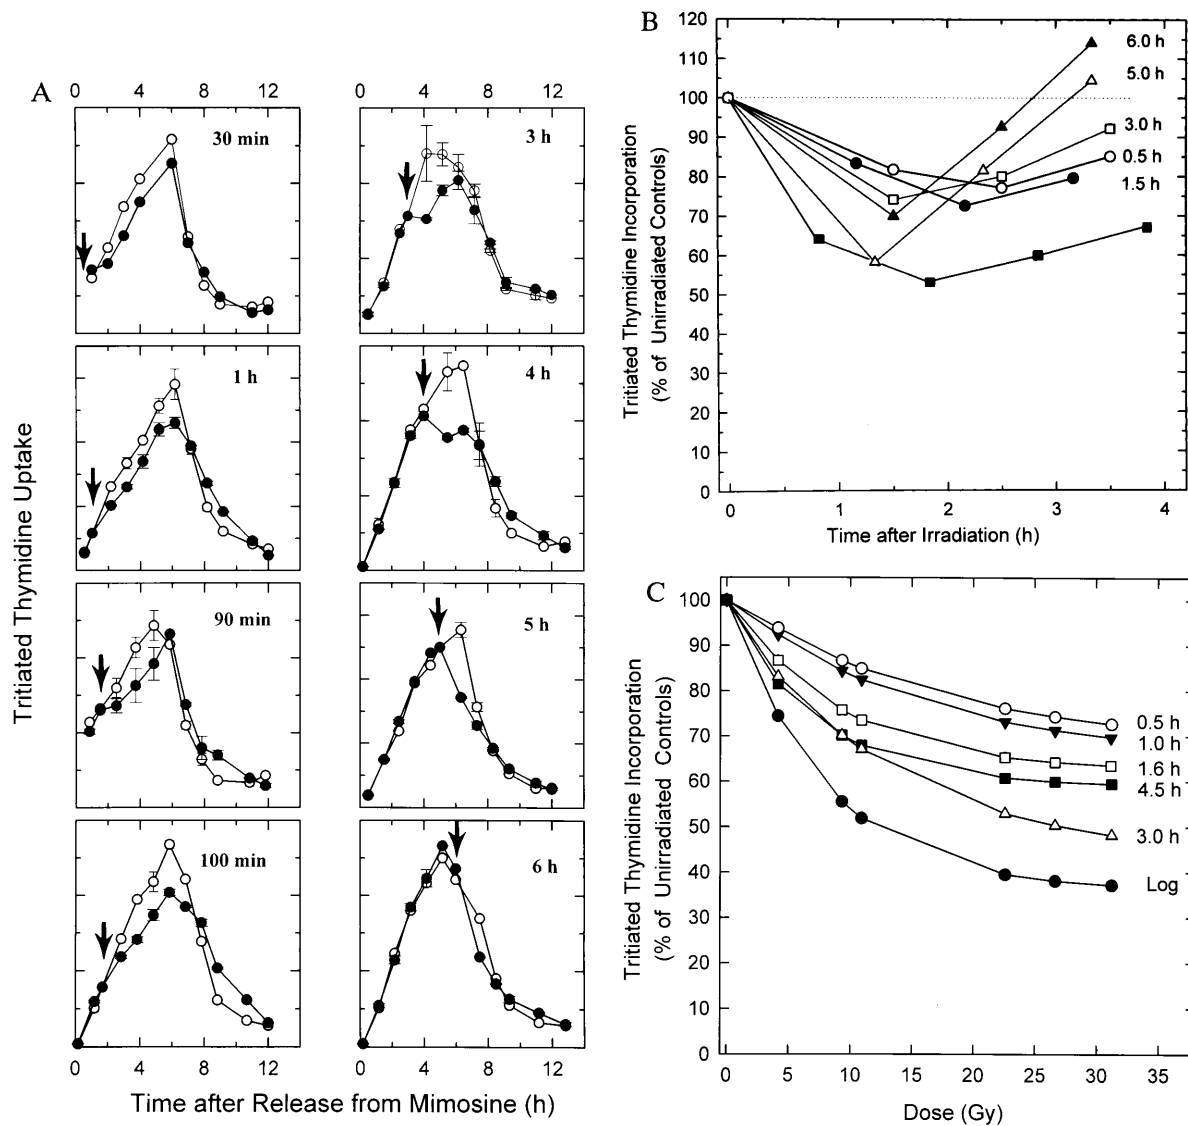 A
0 4 8 12
0 4 8 12
30 min
3 h
1 h
4 h
90 min
5 h
100 min
6 h
0 4 8 12
0 4 8 12
Tritiated Thymidine Uptake
Time after Release from Mimosine (h)
B
120
110
100
90
80
70
60
50
40
30
20
10
0
6.0 h
5.0 h
3.0 h
0.5 h
1.5 h
0 1 2 3 4
Tritiated Thymidine Incorporation
(% of Unirradiated Controls)
Time after Irradiation (h)
C
100
90
80
70
60
50
40
30
20
10
0
0.5 h
1.0 h
1.6 h
4.5 h
3.0 h
Log
0 5 10 15 20 25 30 35
Tritiated Thymidine Incorporation
(% of Unirradiated Controls)
Dose (Gy)